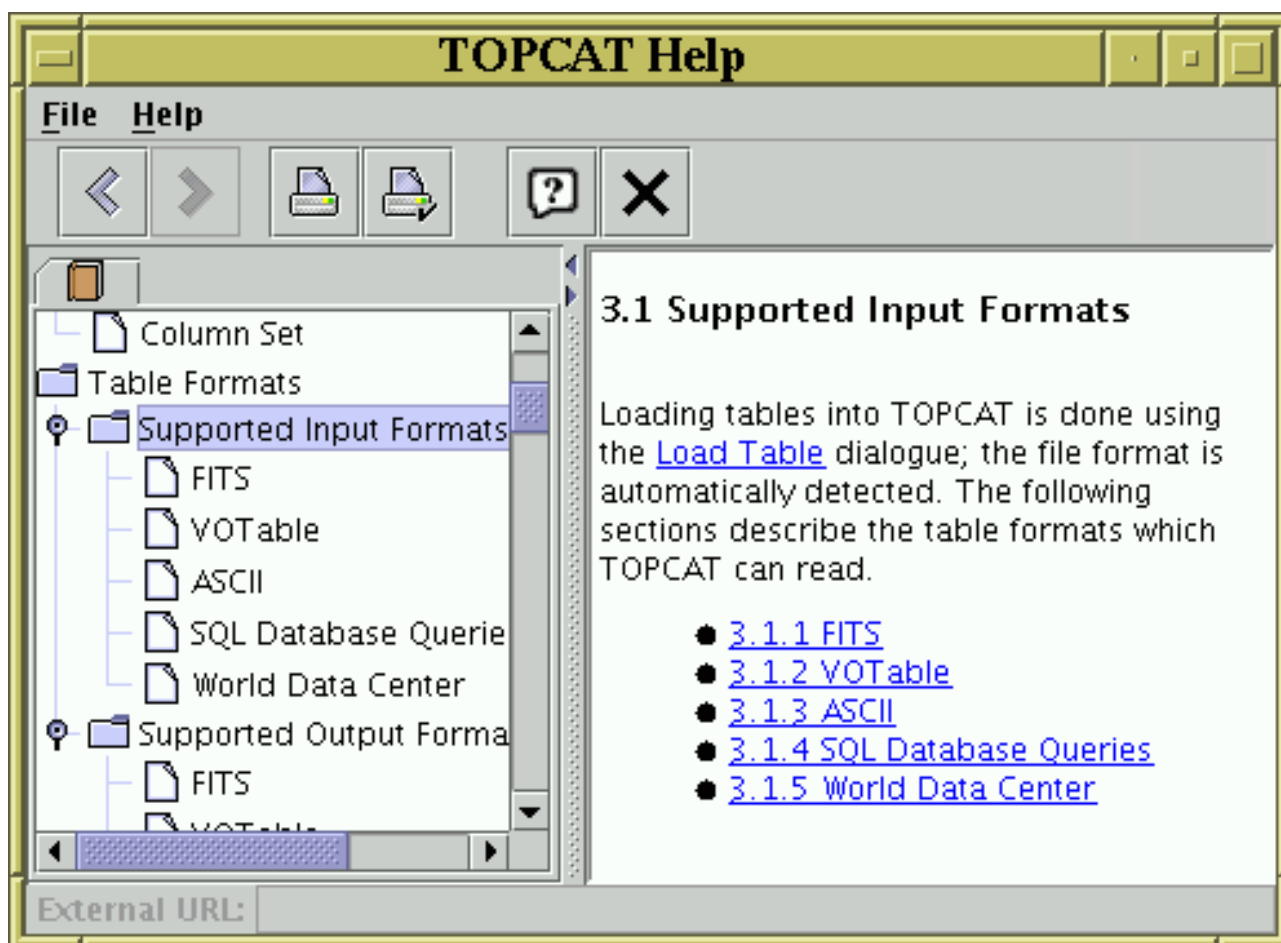 TOPCAT Help
File Help
?
Column Set
Table Formats
Supported Input Formats
FITS
VOTable
ASCII
SQL Database Querie
World Data Center
Supported Output Forma
FITS
VOTable
3.1 Supported Input Formats
Loading tables into TOPCAT is done using
the Load Table dialogue; the file format is
automatically detected. The following
sections describe the table formats which
TOPCAT can read.
3.1.1 FITS
3.1.2 VOTable
3.1.3 ASCII
3.1.4 SQL Database Queries
3.1.5 World Data Center
External URL: